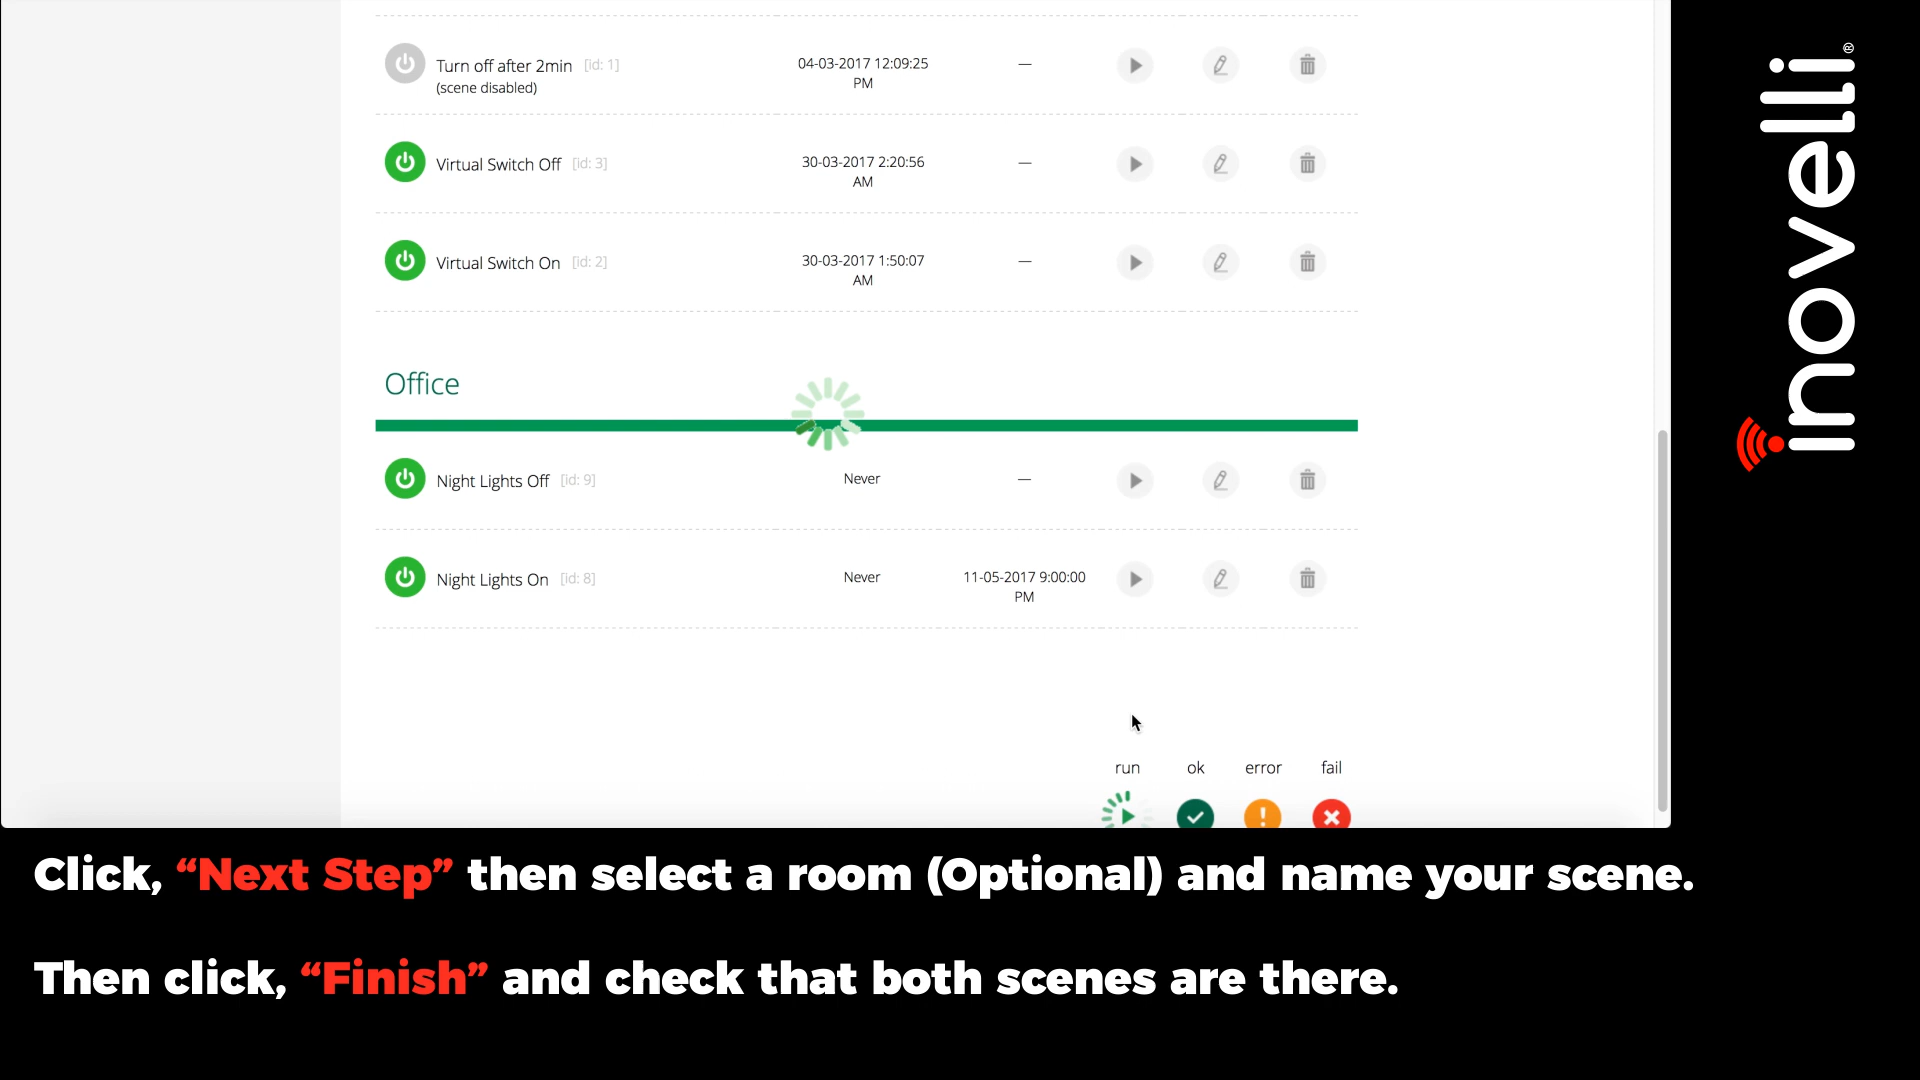 Turn off after 2min [id: 1] 04-03-2017 12:09:25 —
(scene disabled) PM
Virtual Switch Off [id: 3] 30-03-2017 2:20:56 —
AM
Virtual Switch On [id: 2] 30-03-2017 1:50:07 —
AM
Office
Night Lights Off [id: 9] Never —
Night Lights On [id: 8] Never 11-05-2017 9:00:00
PM
run ok error fail
inovelli®
Click, “Next Step” then select a room (Optional) and name your scene.
Then click, “Finish” and check that both scenes are there.